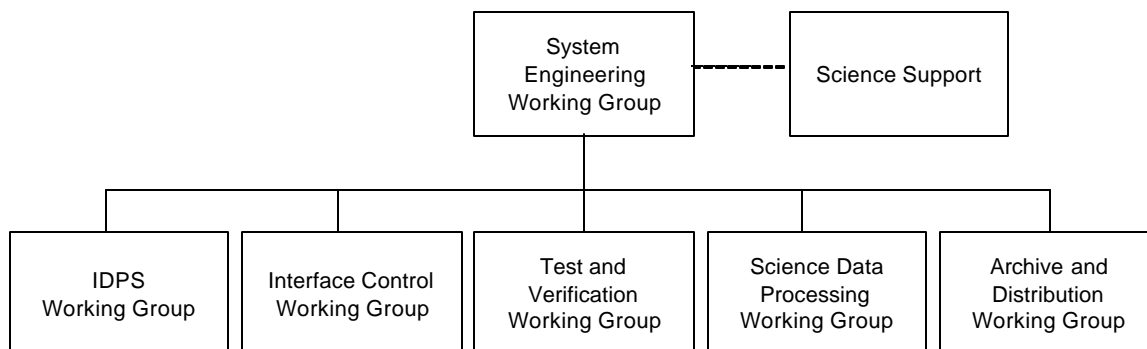 System
Engineering
Working Group
Science Support
IDPS
Working Group
Interface Control
Working Group
Test and
Verification
Working Group
Science Data
Processing
Working Group
Archive and
Distribution
Working Group